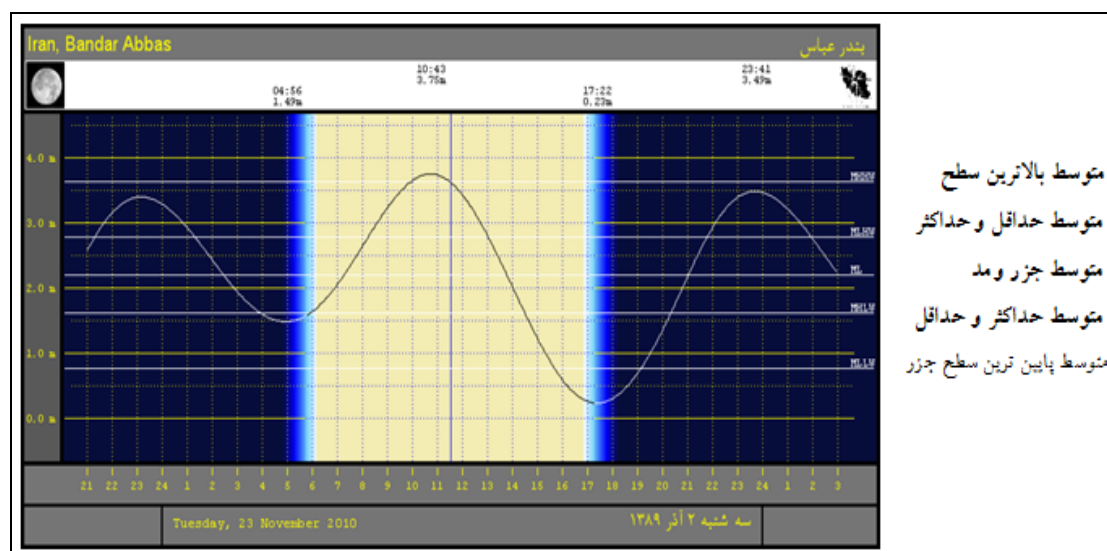 Iran, Bandar Abbas
بندر عباس
04:56
1.49m
10:43
3.75m
17:22
0.23m
23:41
3.49m
4.0 m
3.0 m
2.0 m
1.0 m
0.0 m
MHHW
MLHW
ML
MHLW
MLLW
متوسط بالاترین سطح
متوسط حداقل و حداکثر
متوسط جزر و مد
متوسط حداکثر و حداقل
متوسط پایین ترین سطح جزر
21 22 23 24 1 2 3 4 5 6 7 8 9 10 11 12 13 14 15 16 17 18 19 20 21 22 23 24 1 2 3
Tuesday, 23 November 2010
سه شنبه ۲ آذر ۱۳۸۹